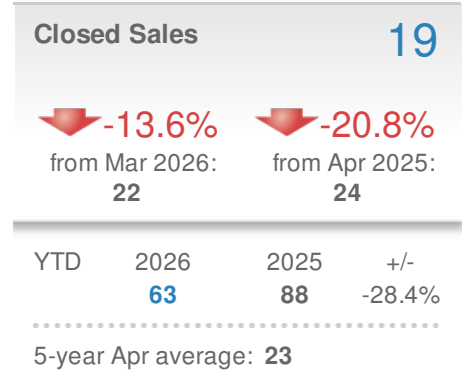 Closed Sales 19
-13.6% -20.8%
from Mar 2026: from Apr 2025:
22 24
YTD 2026 2025 +/-
63 88 -28.4%
5-year Apr average: 23